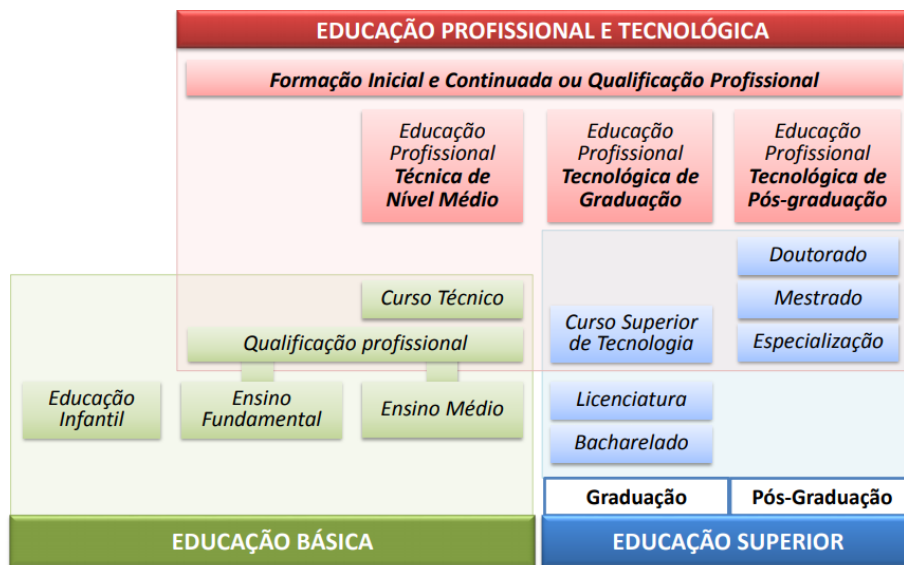 EDUCAÇÃO PROFISSIONAL E TECNOLÓGICA
Formação Inicial e Continuada ou Qualificação Profissional
Educação
Profissional
Técnica de
Nível Médio
Educação
Profissional
Tecnológica de
Graduação
Educação
Profissional
Tecnológica de
Pós-graduação
Doutorado
Mestrado
Especialização
Curso Técnico
Curso Superior
de Tecnologia
Qualificação profissional
Educação
Infantil
Ensino
Fundamental
Ensino Médio
Licenciatura
Bacharelado
Graduação
Pós-Graduação
EDUCAÇÃO BÁSICA
EDUCAÇÃO SUPERIOR